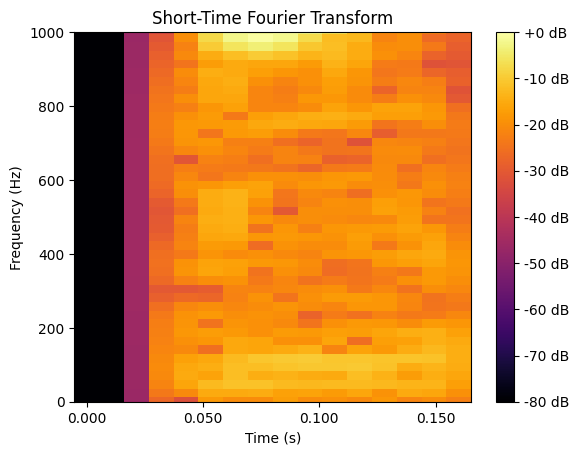 Short-Time Fourier Transform
Frequency (Hz)
1000
800
600
400
200
0
0.000 0.050 0.100 0.150
Time (s)
+0 dB
-10 dB
-20 dB
-30 dB
-40 dB
-50 dB
-60 dB
-70 dB
-80 dB